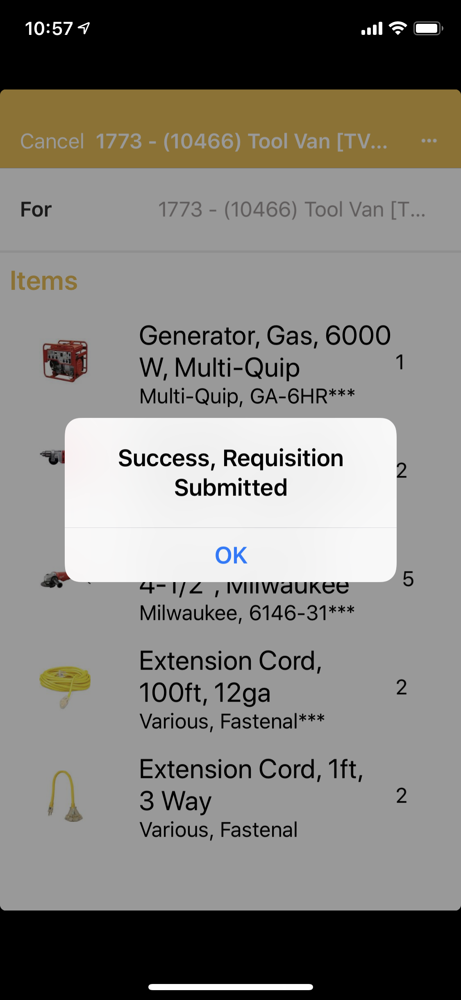 10:57
Cancel 1773 - (10466) Tool Van [TV... ...
For 1773 - (10466) Tool Van [T...
Items
Generator, Gas, 6000
W, Multi-Quip
1
Multi-Quip, GA-6HR***
Success, Requisition
Submitted
2
OK
4-1/2 , Milwaukee
5
Milwaukee, 6146-31***
Extension Cord,
100ft, 12ga
2
Various, Fastenal***
Extension Cord, 1ft,
3 Way
2
Various, Fastenal